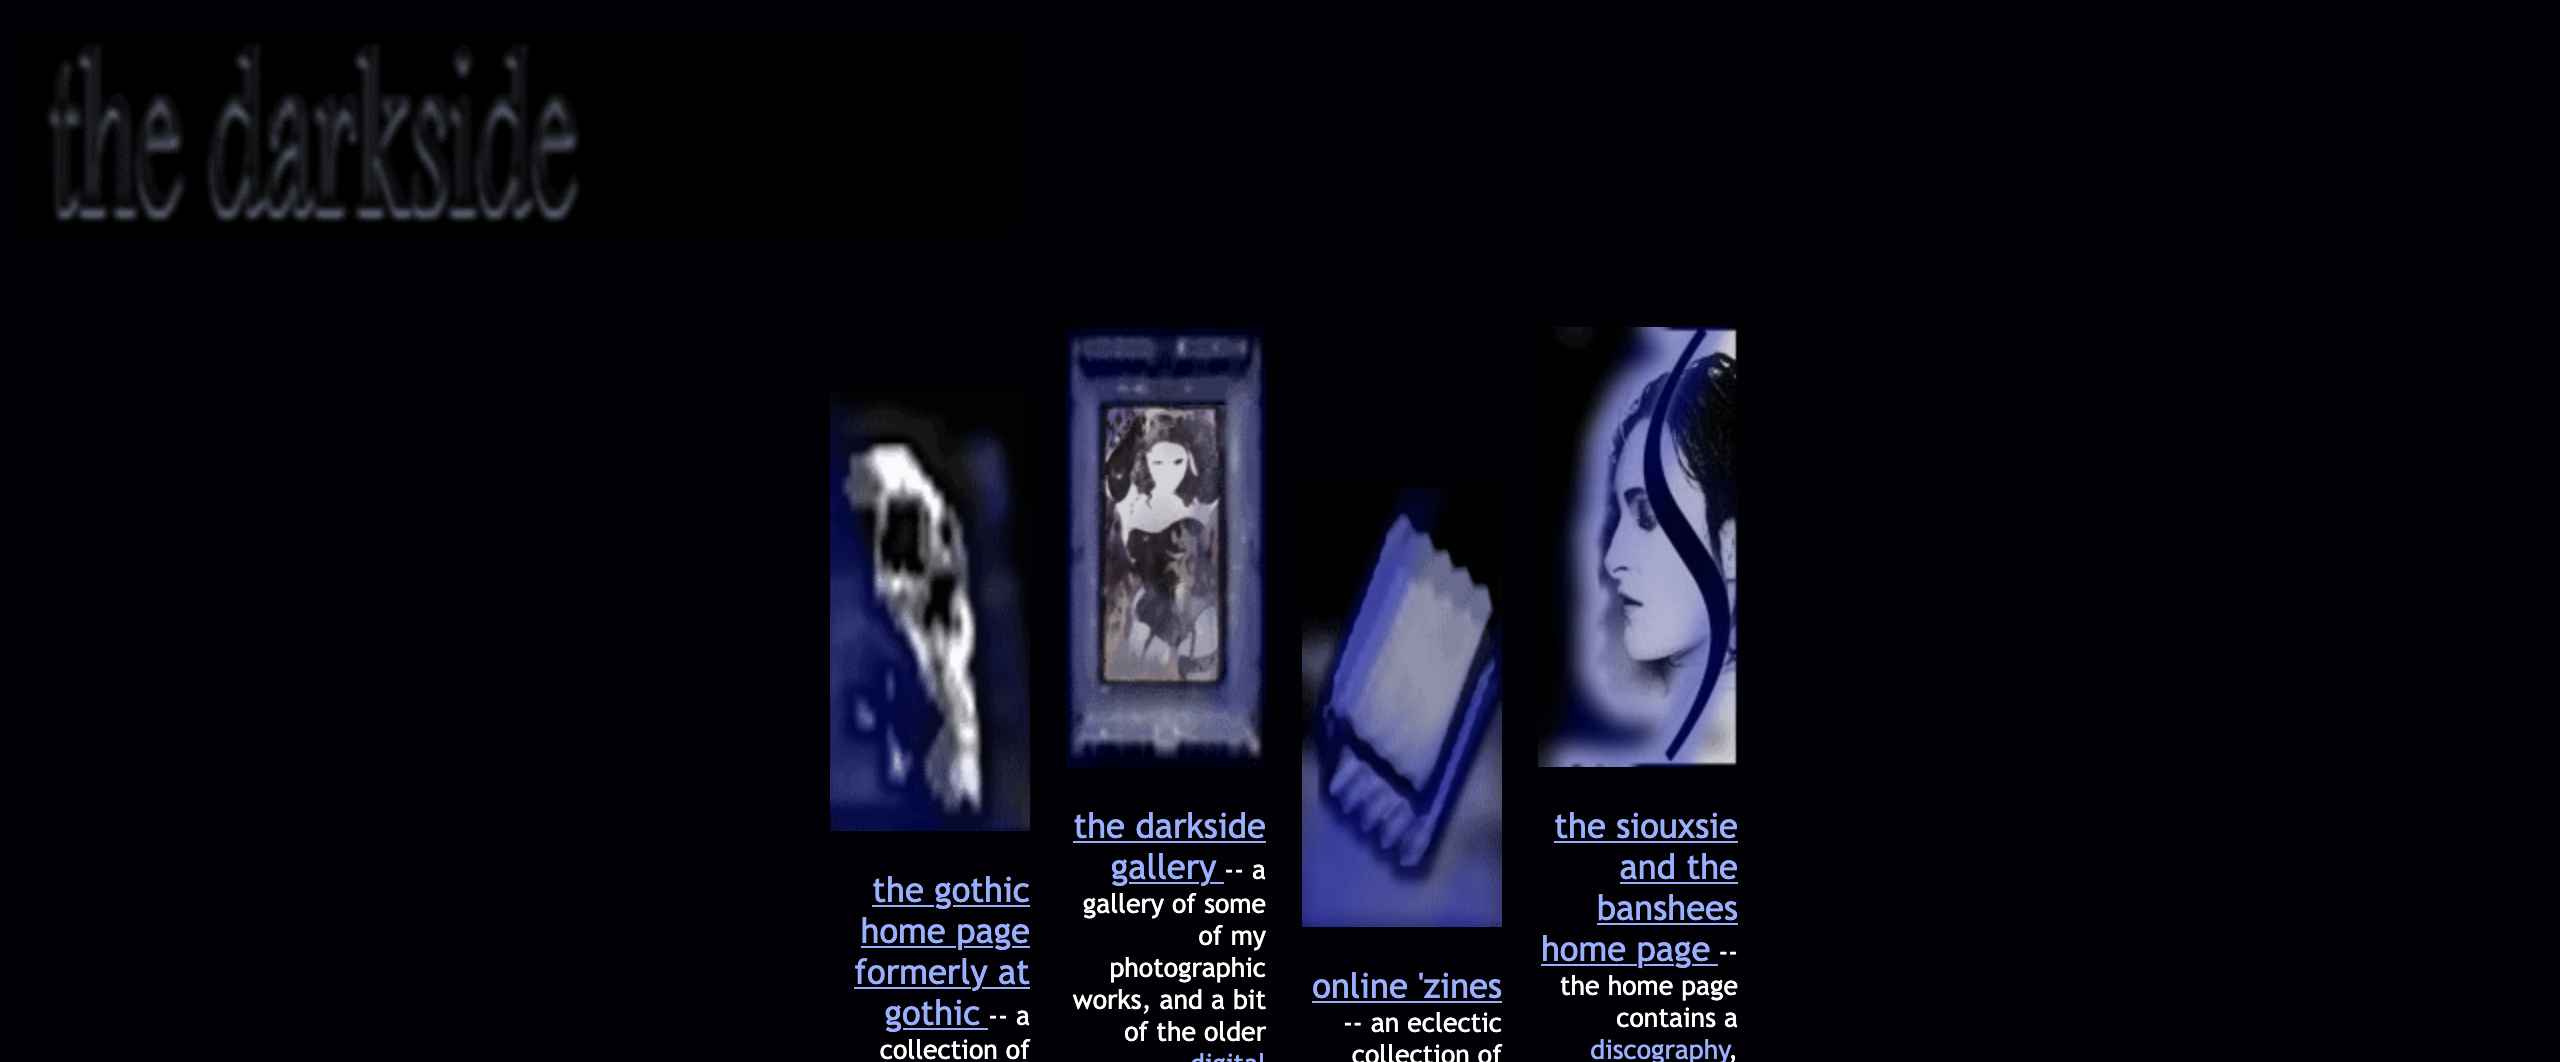 the darkside
the gothic
home page
formerly at
gothic -- a
collection of
the darkside
gallery -- a
gallery of some
of my
photographic
works, and a bit
of the older
digital
online 'zines
-- an eclectic
collection of
the siouxsie
and the
banshees
home page --
the home page
contains a
discography,